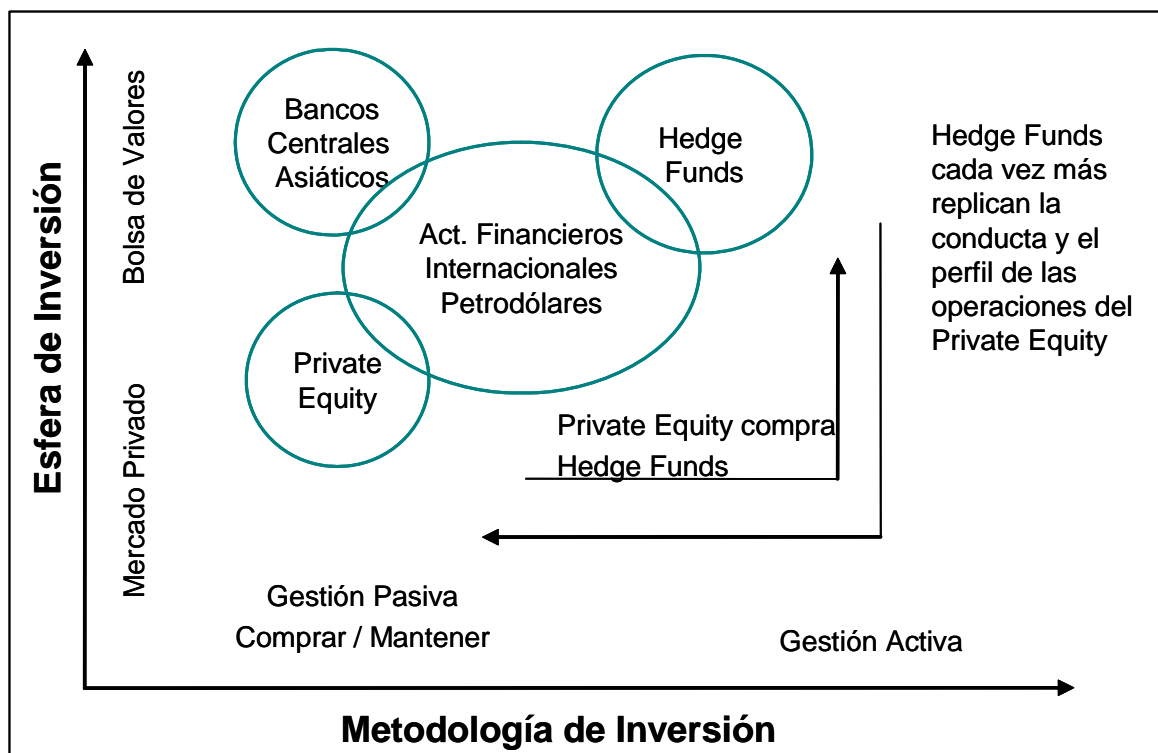 Esfera de Inversión
Bolsa de Valores
Mercado Privado
Bancos
Centrales
Asiáticos
Hedge
Funds
Act. Financieros
Internacionales
Petrodólares
Private
Equity
Hedge Funds
cada vez más
replican la
conducta y el
perfil de las
operaciones del
Private Equity
Private Equity compra
Hedge Funds
Gestión Pasiva
Comprar / Mantener
Gestión Activa
Metodología de Inversión